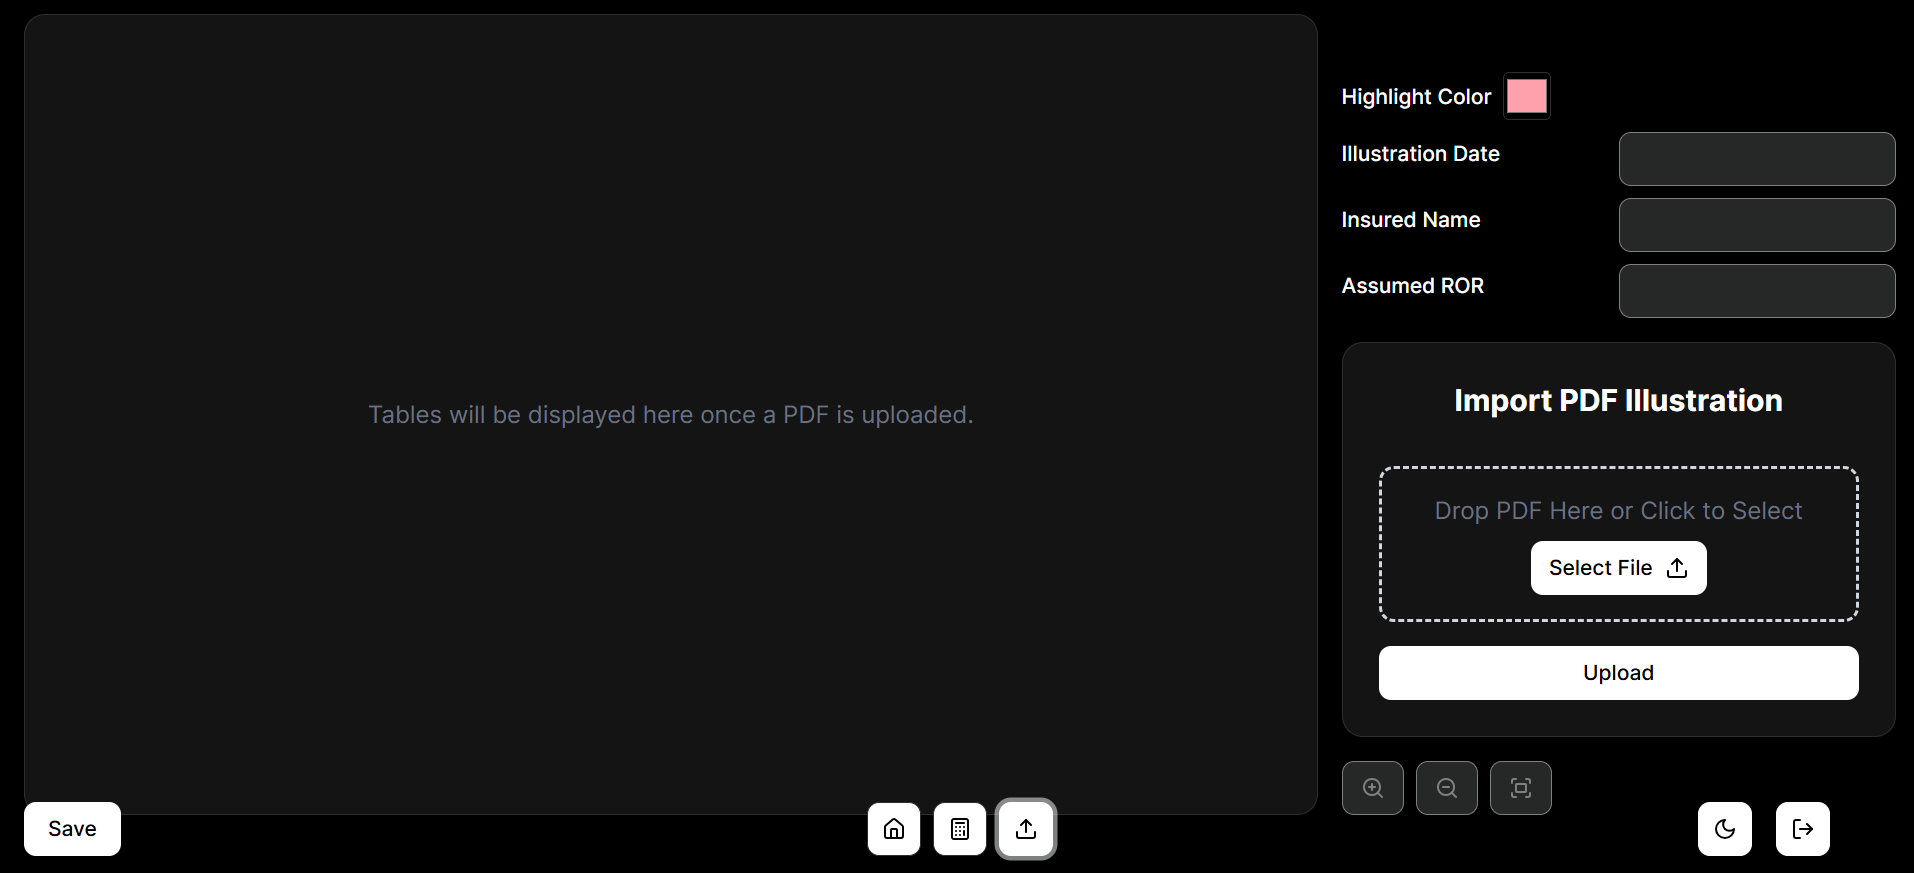 Tables will be displayed here once a PDF is uploaded.
Highlight Color
Illustration Date
Insured Name
Assumed ROR
Import PDF Illustration
Drop PDF Here or Click to Select
Select File
Upload
Save